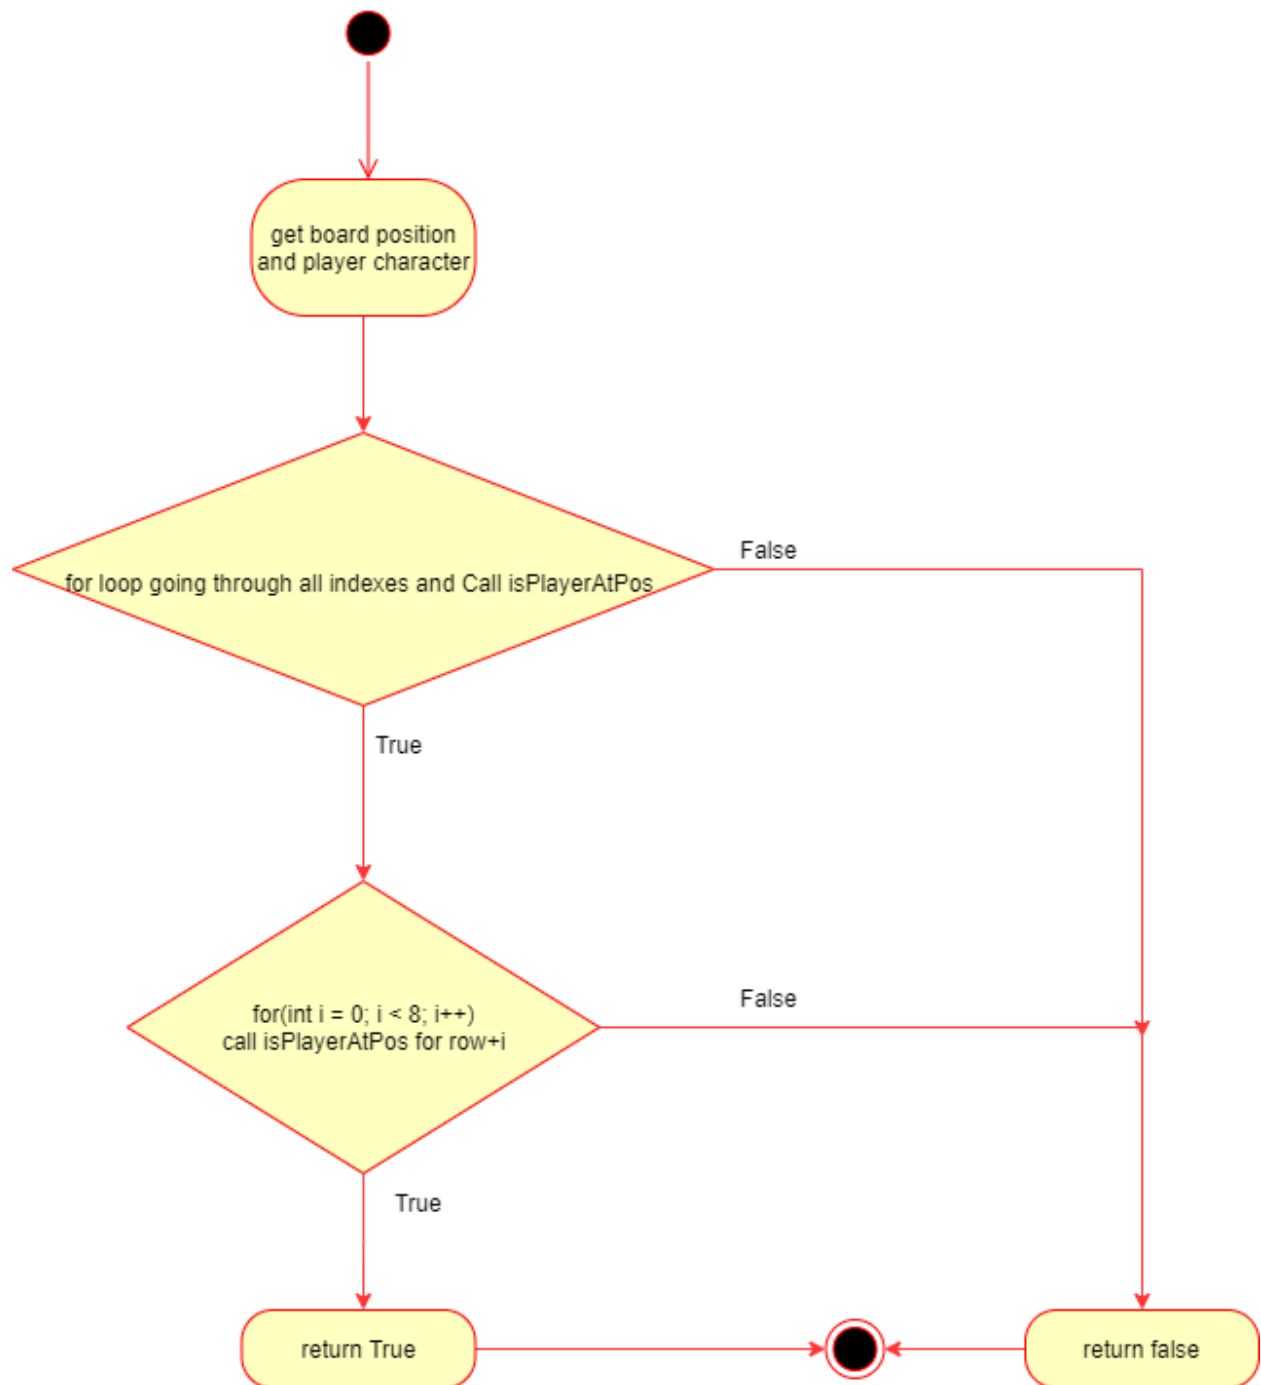 get board position
and player character
for loop going through all indexes and Call isPlayerAtPos
False
True
for(int i = 0; i < 8; i++)
call isPlayerAtPos for row+i
False
True
return True
return false